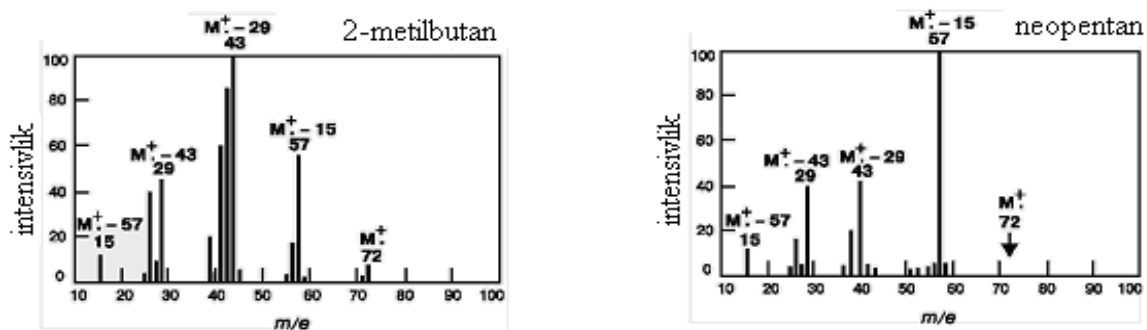 M⁺· – 29
43
2-metilbutan
intensivlik
100
80
60
40
20
0
M⁺· – 57
15
M⁺· – 43
29
M⁺· – 15
57
M⁺·
72
10 20 30 40 50 60 70 80 90 100
m/e
M⁺· – 15
57
neopentan
intensivlik
100
80
60
40
20
0
M⁺· – 57
15
M⁺· – 43
29
M⁺· – 29
43
M⁺·
72
10 20 30 40 50 60 70 80 90 100
m/e